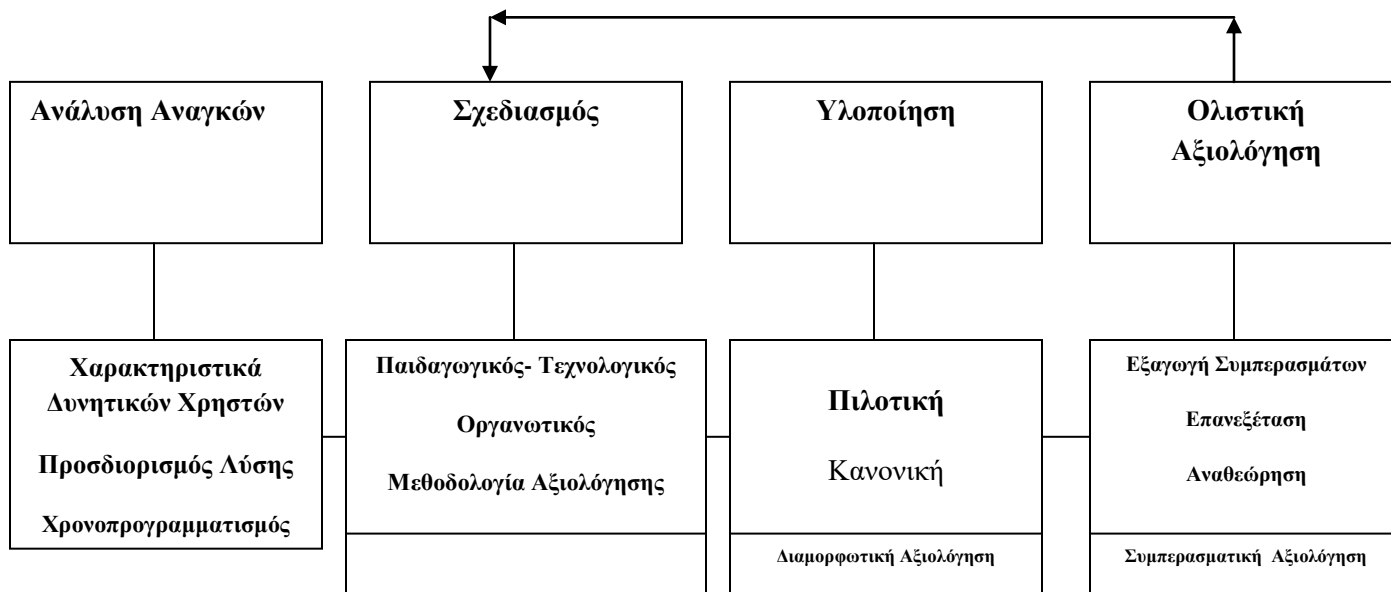 Ανάλυση Αναγκών
Σχεδιασμός
Υλοποίηση
Ολιστική
Αξιολόγηση
Χαρακτηριστικά
Δυνητικών Χρηστών
Προσδιορισμός Λύσης
Χρονοπρογραμματισμός
Παιδαγωγικός- Τεχνολογικός
Οργανωτικός
Μεθοδολογία Αξιολόγησης
Πιλοτική
Κανονική
Διαμορφωτική Αξιολόγηση
Εξαγωγή Συμπερασμάτων
Επανεξέταση
Αναθεώρηση
Συμπερασματική Αξιολόγηση